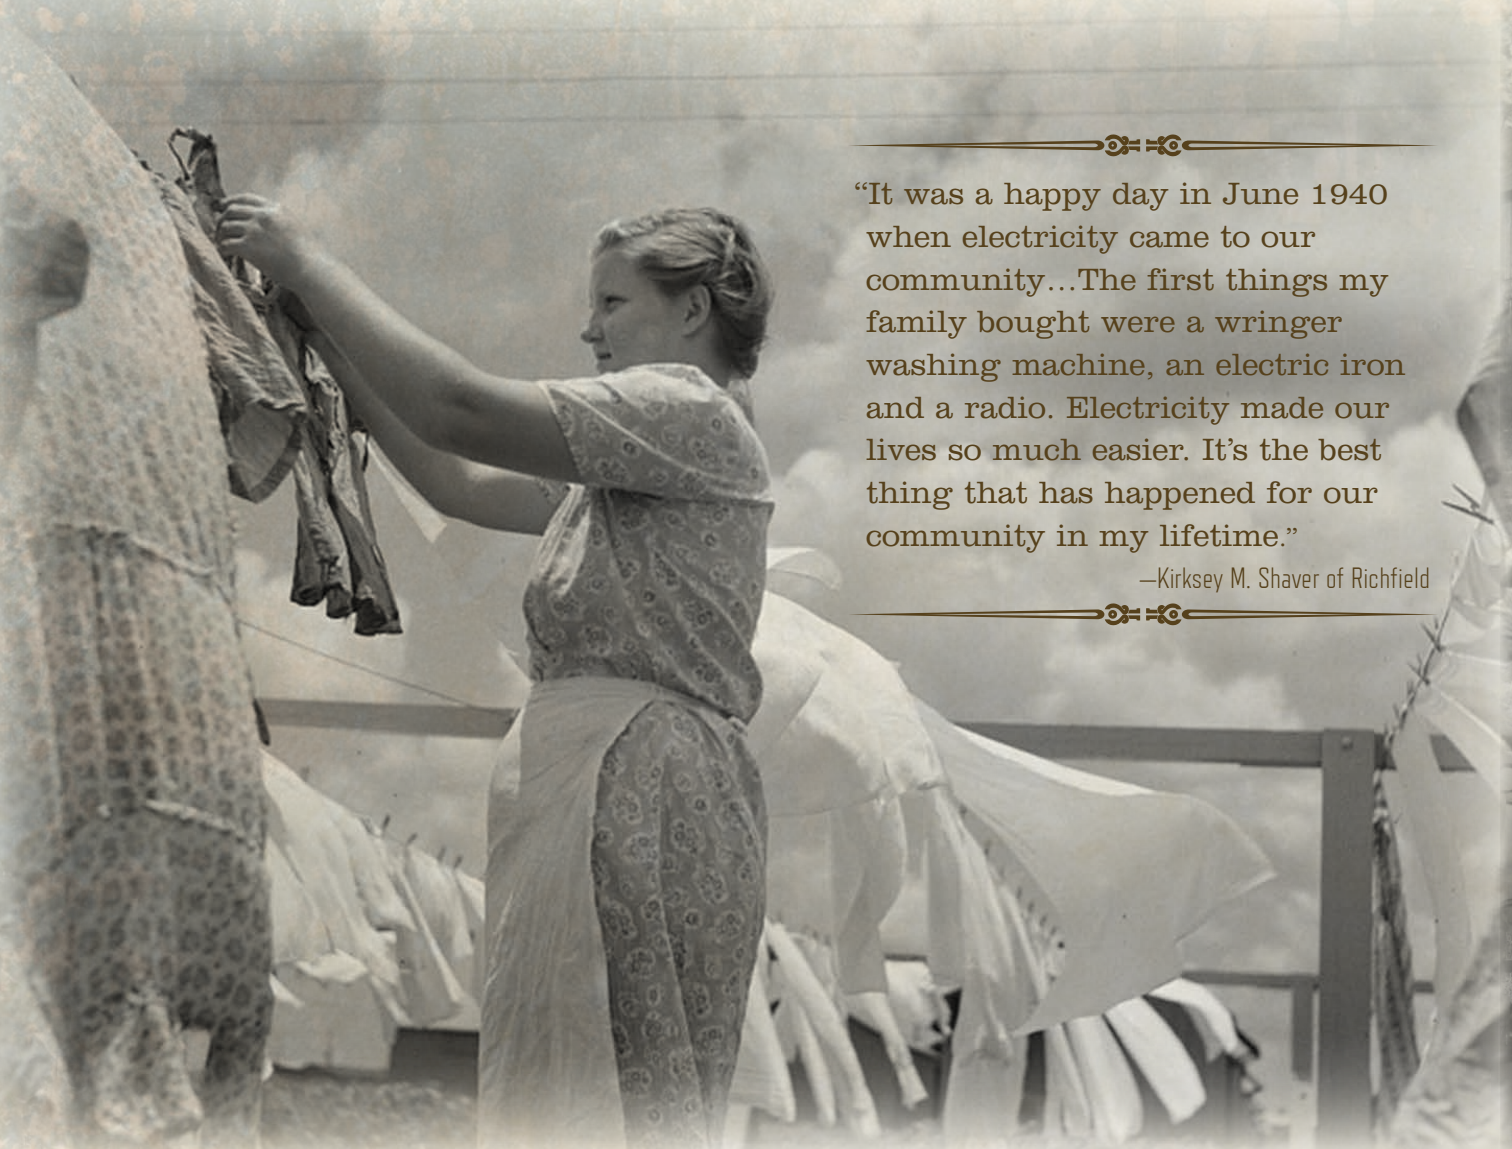 “It was a happy day in June 1940
when electricity came to our
community...The first things my
family bought were a wringer
washing machine, an electric iron
and a radio. Electricity made our
lives so much easier. It’s the best
thing that has happened for our
community in my lifetime.”
—Kirksey M. Shaver of Richfield